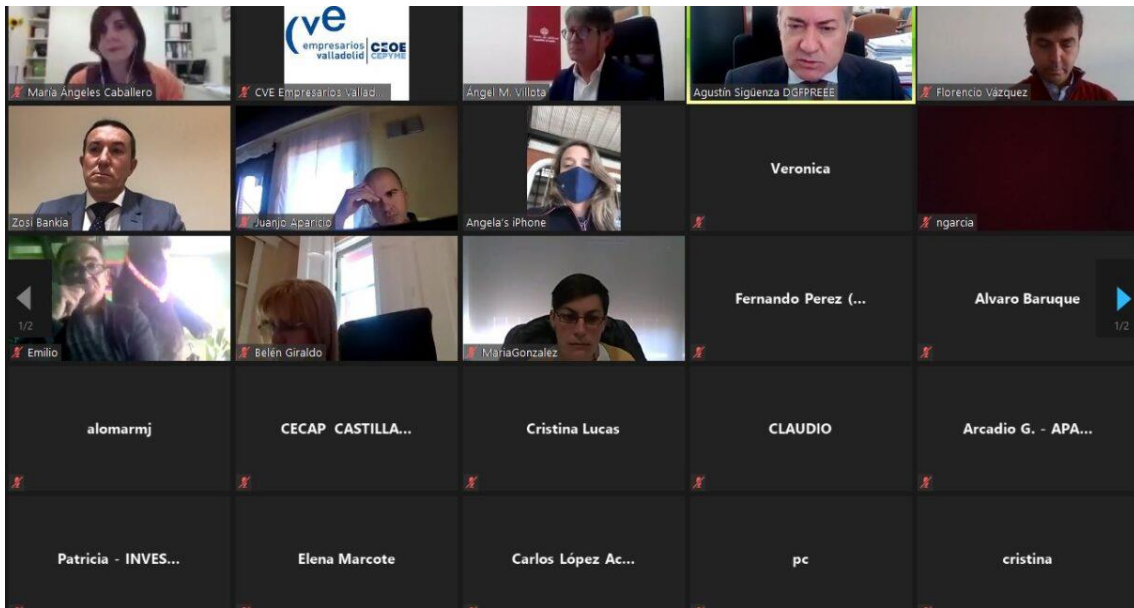 María Ángeles Caballero
CVE
empresarios
valladolid
CEOE
CEPYME
CVE Empresarios Vallad...
Ángel M. Villota
Agustín Sigüenza DGFPREEE
Florencio Vázquez
Zosi Bankia
Juanjo Aparicio
Angela's iPhone
Veronica
ngarcia
1/2
Emilio
Belén Giraldo
MariaGonzalez
Fernando Perez (...
Alvaro Baruque
1/2
alomarmj
CECAP CASTILLA...
Cristina Lucas
CLAUDIO
Arcadio G. - APA...
Patricia - INVES...
Elena Marcote
Carlos López Ac...
pc
cristina